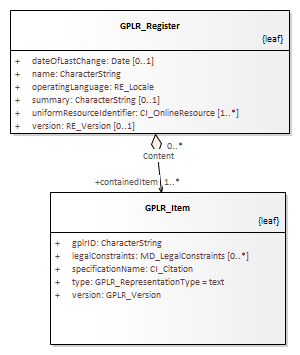 GPLR_Register
{leaf}
+ dateOfLastChange: Date [0..1]
+ name: CharacterString
+ operatingLanguage: RE_Locale
+ summary: CharacterString [0..1]
+ uniformResourceIdentifier: CI_OnlineResource [1..*]
+ version: RE_Version [0..1]
0..*
Content
+containedItem 1..*
GPLR_Item
{leaf}
+ gplrID: CharacterString
+ legalConstraints: MD_LegalConstraints [0..*]
+ specificationName: CI_Citation
+ type: GPLR_RepresentationType = text
+ version: GPLR_Version